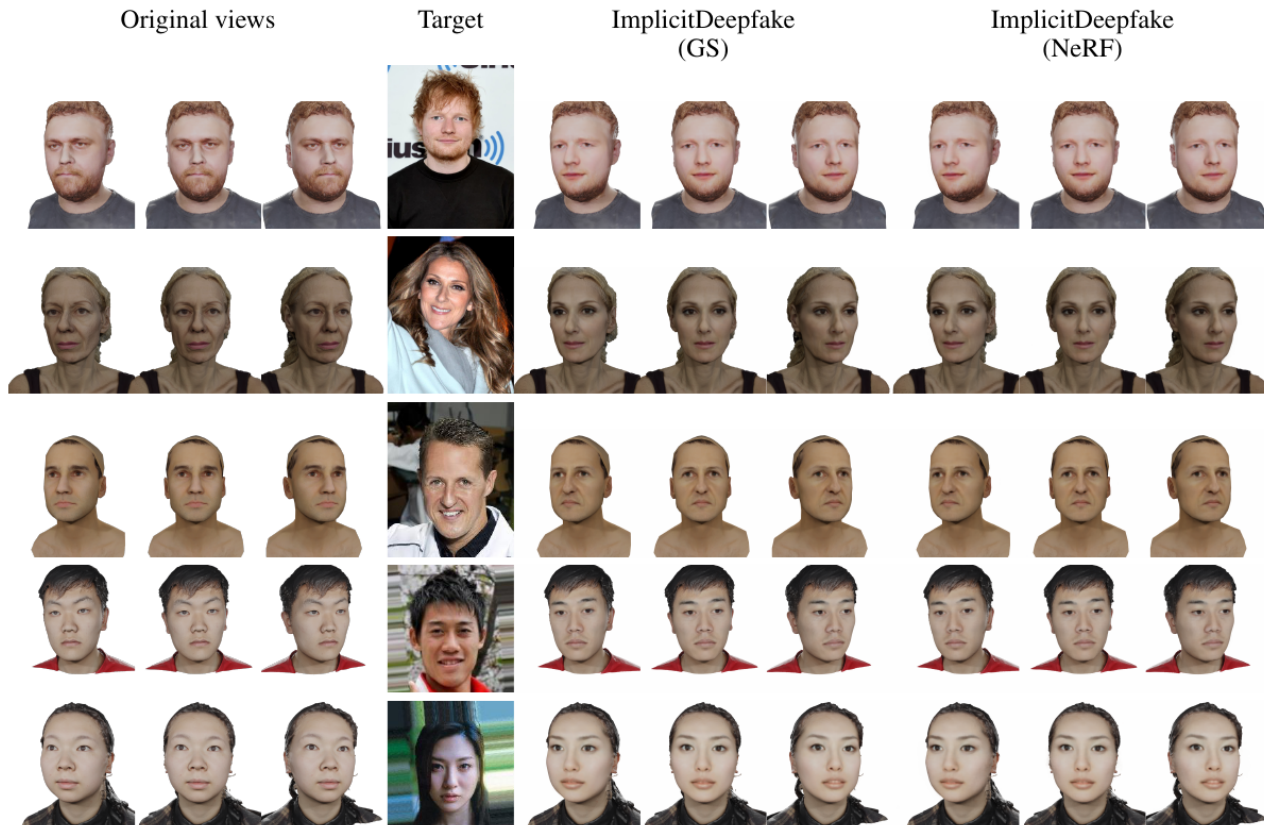 Original views
Target
ImplicitDeepfake
(GS)
ImplicitDeepfake
(NeRF)